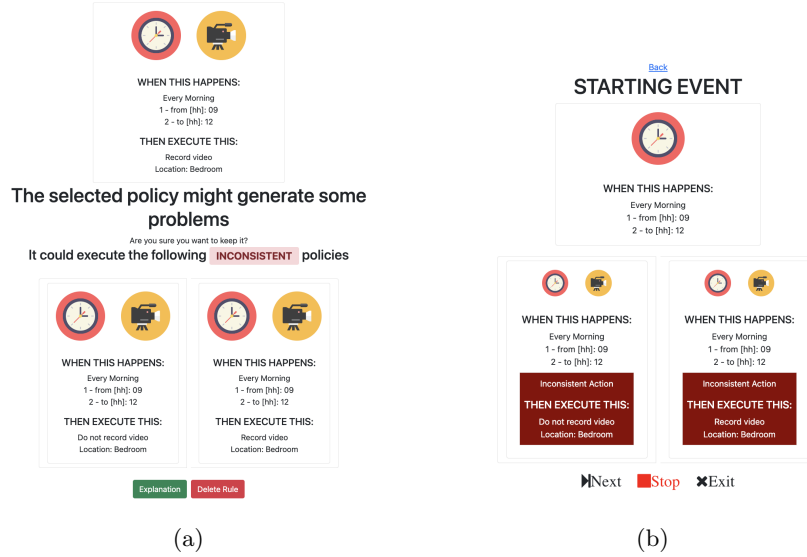 WHEN THIS HAPPENS:
Every Morning
1 - from [hh]: 09
2 - to [hh]: 12
THEN EXECUTE THIS:
Record video
Location: Bedroom
The selected policy might generate some
problems
Are you sure you want to keep it?
It could execute the following INCONSISTENT policies
WHEN THIS HAPPENS:
Every Morning
1 - from [hh]: 09
2 - to [hh]: 12
THEN EXECUTE THIS:
Do not record video
Location: Bedroom
WHEN THIS HAPPENS:
Every Morning
1 - from [hh]: 09
2 - to [hh]: 12
THEN EXECUTE THIS:
Record video
Location: Bedroom
Explanation
Delete Rule
(a)
Back
STARTING EVENT
WHEN THIS HAPPENS:
Every Morning
1 - from [hh]: 09
2 - to [hh]: 12
WHEN THIS HAPPENS:
Every Morning
1 - from [hh]: 09
2 - to [hh]: 12
Inconsistent Action
THEN EXECUTE THIS:
Do not record video
Location: Bedroom
WHEN THIS HAPPENS:
Every Morning
1 - from [hh]: 09
2 - to [hh]: 12
Inconsistent Action
THEN EXECUTE THIS:
Record video
Location: Bedroom
Next Stop Exit
(b)